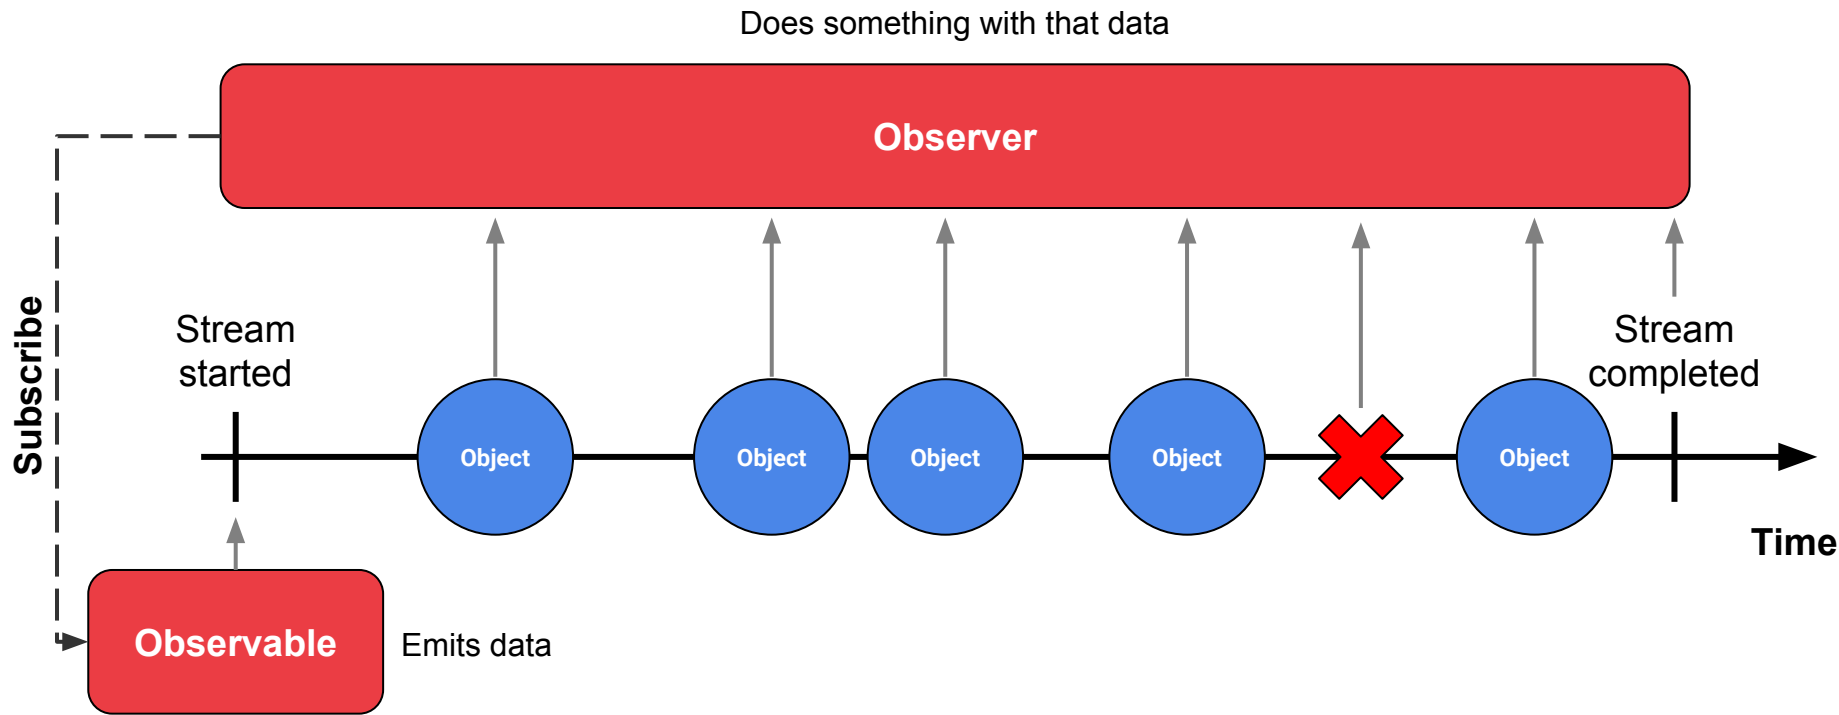 Does something with that data
Observer
Subscribe
Stream
started
Stream
completed
Object
Object
Object
Object
Object
Time
Observable
Emits data